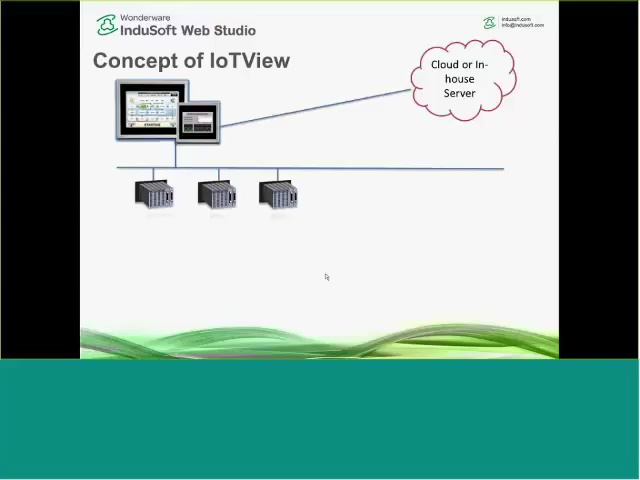 Wonderware
InduSoft Web Studio
indusoft.com
info@indusoft.com
Concept of IoTView
Cloud or In-
house
Server